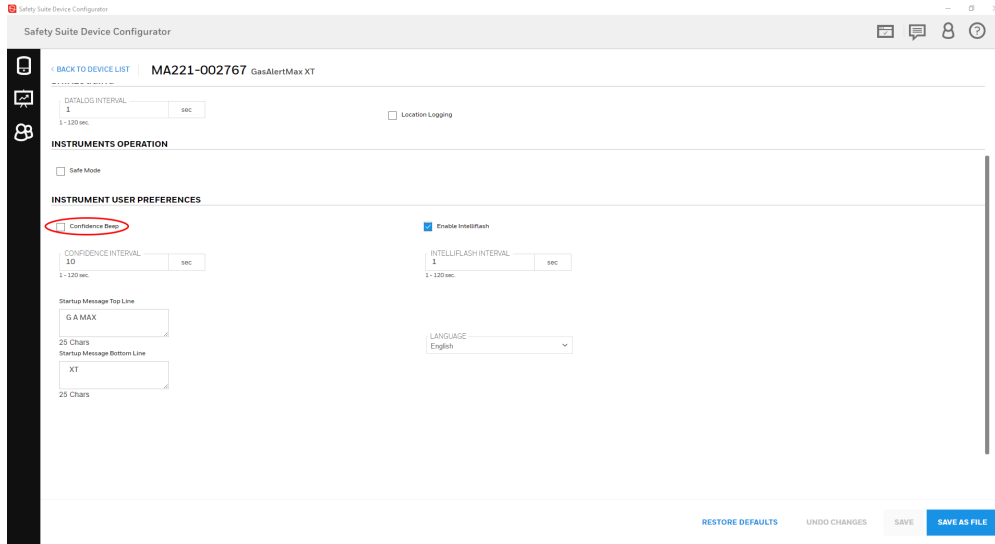 Safety Suite Device Configurator
Safety Suite Device Configurator
< BACK TO DEVICE LIST MA221-002767 GasAlertMax XT
DATALOG INTERVAL
1 sec
1 - 120 sec.
Location Logging
INSTRUMENTS OPERATION
Safe Mode
INSTRUMENT USER PREFERENCES
Confidence Beep
Enable Intelliflash
CONFIDENCE INTERVAL
10 sec
1 - 120 sec.
INTELLIFLASH INTERVAL
1 sec
1 - 120 sec.
Startup Message Top Line
G A MAX
25 Chars
LANGUAGE
English
Startup Message Bottom Line
XT
25 Chars
RESTORE DEFAULTS UNDO CHANGES SAVE SAVE AS FILE